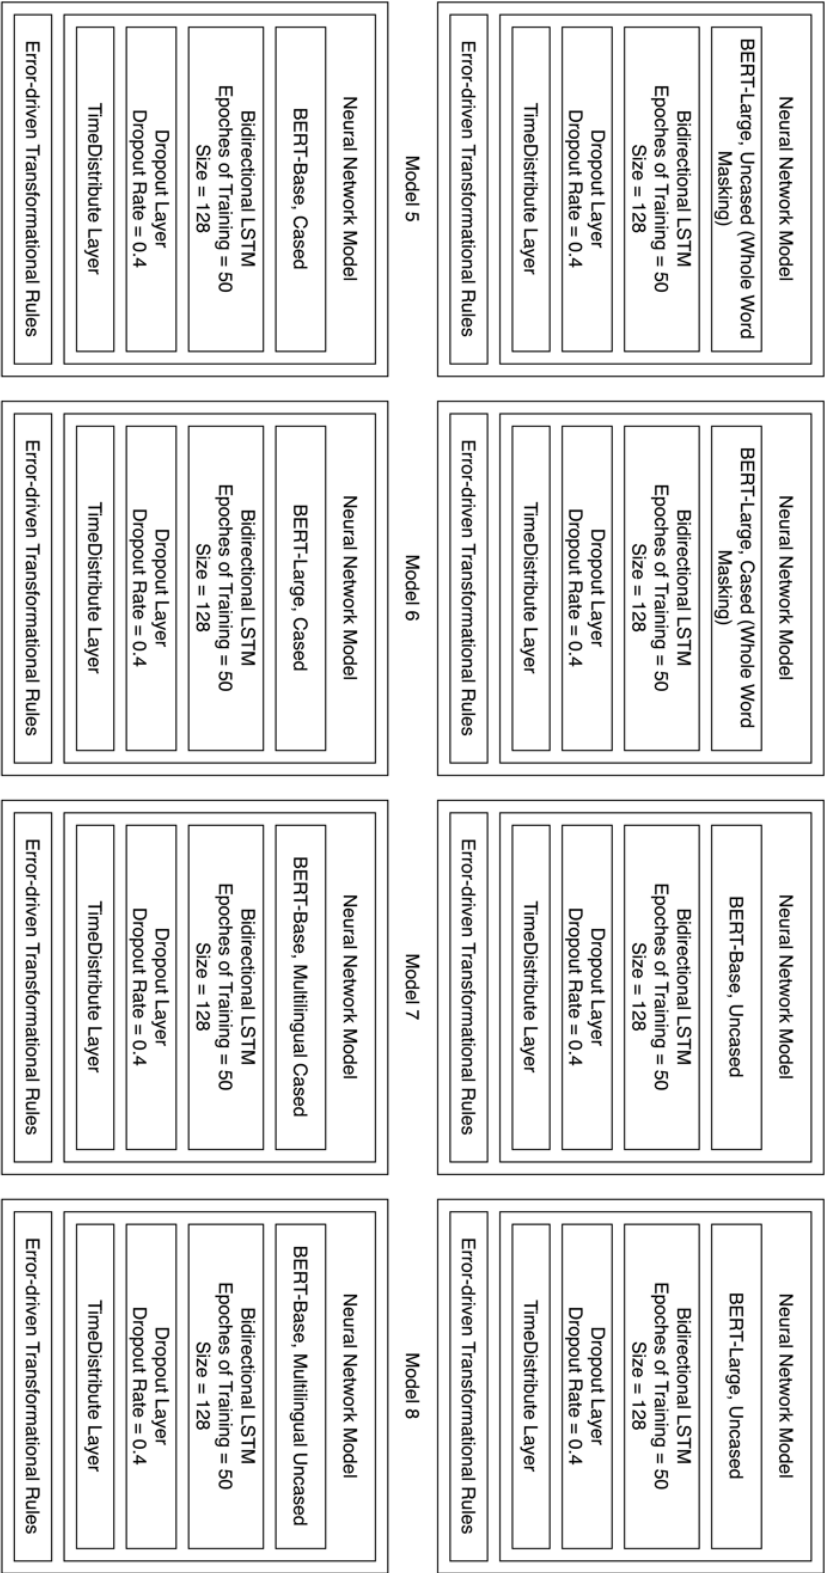 Neural Network Model
BERT-Large, Uncased (Whole Word
Masking)
Bidirectional LSTM
Epoches of Training = 50
Size = 128
Dropout Layer
Dropout Rate = 0.4
TimeDistribute Layer
Error-driven Transformational Rules
Neural Network Model
BERT-Large, Cased (Whole Word
Masking)
Bidirectional LSTM
Epoches of Training = 50
Size = 128
Dropout Layer
Dropout Rate = 0.4
TimeDistribute Layer
Error-driven Transformational Rules
Neural Network Model
BERT-Base, Uncased
Bidirectional LSTM
Epoches of Training = 50
Size = 128
Dropout Layer
Dropout Rate = 0.4
TimeDistribute Layer
Error-driven Transformational Rules
Neural Network Model
BERT-Large, Uncased
Bidirectional LSTM
Epoches of Training = 50
Size = 128
Dropout Layer
Dropout Rate = 0.4
TimeDistribute Layer
Error-driven Transformational Rules
Model 5
Neural Network Model
BERT-Base, Cased
Bidirectional LSTM
Epoches of Training = 50
Size = 128
Dropout Layer
Dropout Rate = 0.4
TimeDistribute Layer
Error-driven Transformational Rules
Model 6
Neural Network Model
BERT-Large, Cased
Bidirectional LSTM
Epoches of Training = 50
Size = 128
Dropout Layer
Dropout Rate = 0.4
TimeDistribute Layer
Error-driven Transformational Rules
Model 7
Neural Network Model
BERT-Base, Multilingual Cased
Bidirectional LSTM
Epoches of Training = 50
Size = 128
Dropout Layer
Dropout Rate = 0.4
TimeDistribute Layer
Error-driven Transformational Rules
Model 8
Neural Network Model
BERT-Base, Multilingual Uncased
Bidirectional LSTM
Epoches of Training = 50
Size = 128
Dropout Layer
Dropout Rate = 0.4
TimeDistribute Layer
Error-driven Transformational Rules